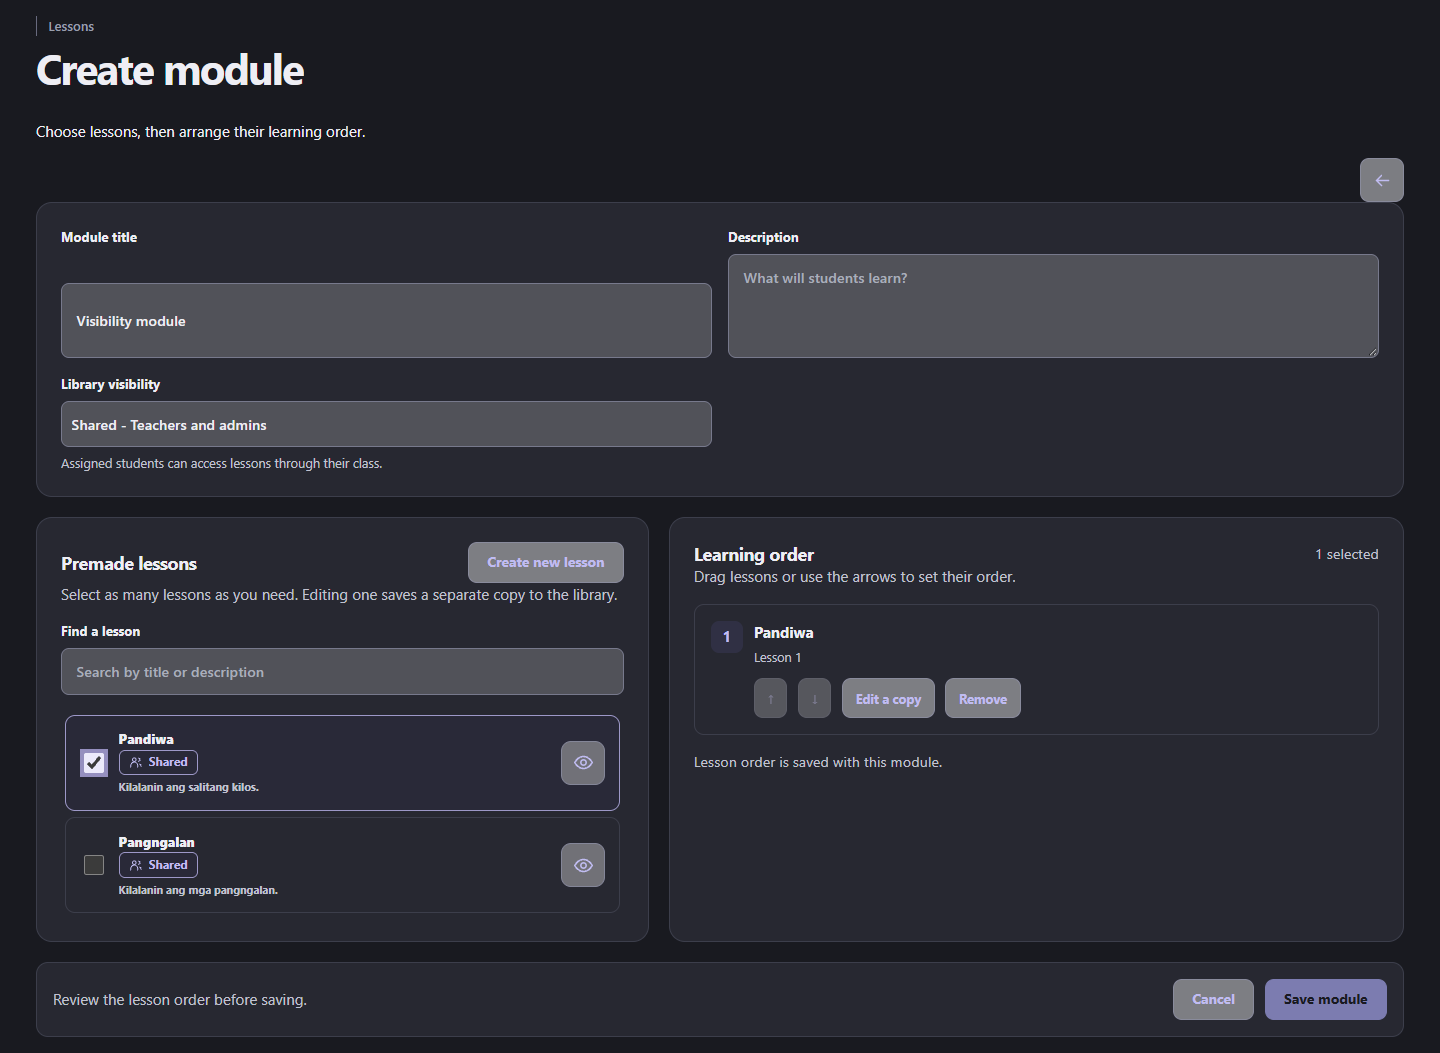 Lessons
Create module
Choose lessons, then arrange their learning order.
←
Module title
Visibility module
Description
What will students learn?
Library visibility
Shared - Teachers and admins
Assigned students can access lessons through their class.
Premade lessons
Create new lesson
Select as many lessons as you need. Editing one saves a separate copy to the library.
Find a lesson
Search by title or description
Pandiwa
Shared
Kilalanin ang salitang kilos.
Pangngalan
Shared
Kilalanin ang mga pangngalan.
Learning order
1 selected
Drag lessons or use the arrows to set their order.
1
Pandiwa
Lesson 1
↑ ↓ Edit a copy Remove
Lesson order is saved with this module.
Review the lesson order before saving.
Cancel
Save module